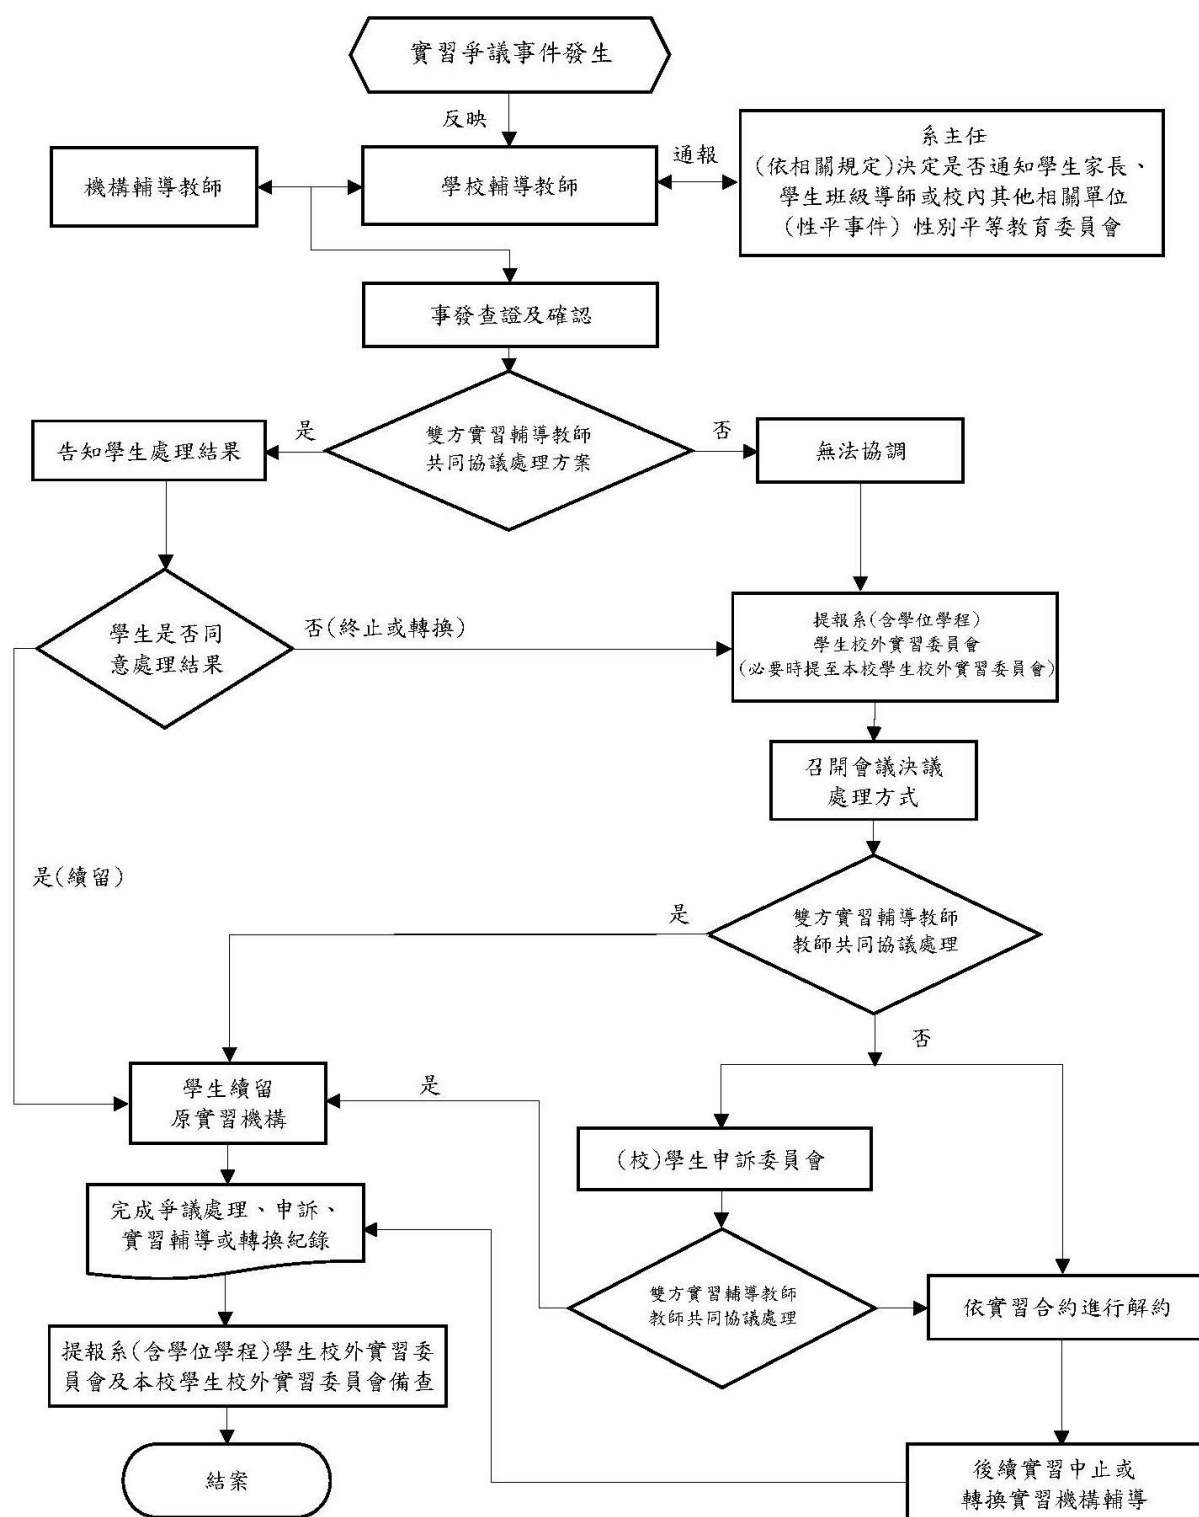 實習爭議事件發生
反映
機構輔導教師
學校輔導教師
通報
系主任
(依相關規定)決定是否通知學生家長、
學生班級導師或校內其他相關單位
(性平事件) 性別平等教育委員會
事發查證及確認
雙方實習輔導教師
共同協議處理方案
是
告知學生處理結果
否
無法協調
學生是否同
意處理結果
否(終止或轉換)
提報系(含學位學程)
學生校外實習委員會
(必要時提至本校學生校外實習委員會)
召開會議決議
處理方式
是(續留)
是
雙方實習輔導教師
教師共同協議處理
否
學生續留
原實習機構
是
(校)學生申訴委員會
完成爭議處理、申訴、
實習輔導或轉換紀錄
雙方實習輔導教師
教師共同協議處理
依實習合約進行解約
提報系(含學位學程)學生校外實習委
員會及本校學生校外實習委員會備查
結案
後續實習中止或
轉換實習機構輔導